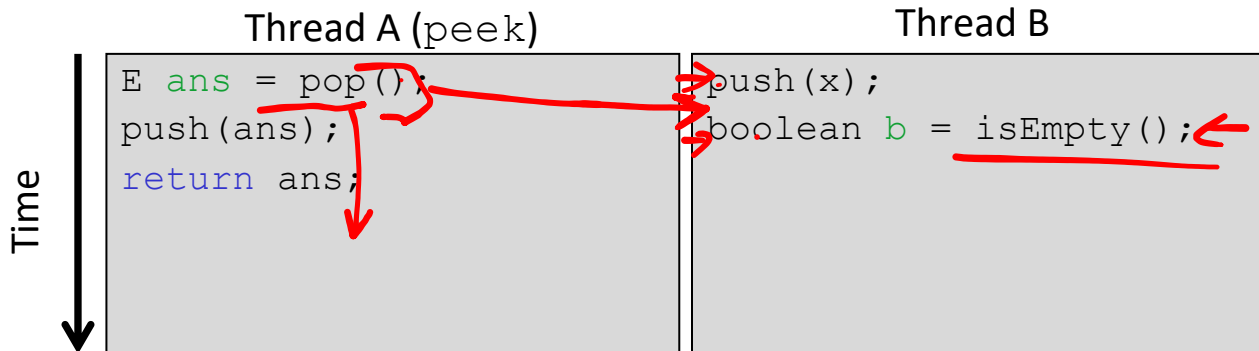 Thread A (peek)
Thread B
Time
E ans = pop();
push(ans);
return ans;
push(x);
boolean b = isEmpty();